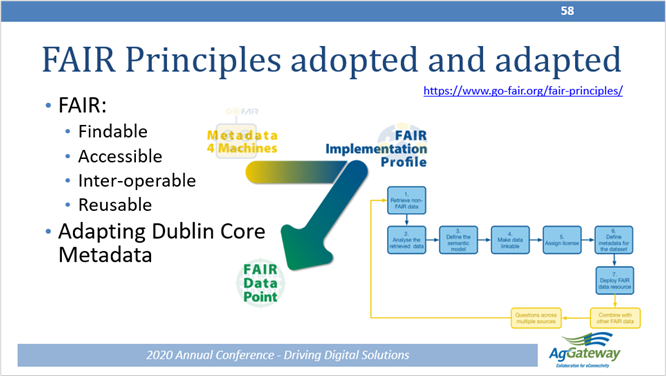 58
FAIR Principles adopted and adapted
https://www.go-fair.org/fair-principles/
• FAIR:
• Findable
• Accessible
• Inter-operable
• Reusable
• Adapting Dublin Core
Metadata
Metadata
4 Machines
FAIR
Implementation
Profile
FAIR
Data
Point
1.
Retrieve non-
FAIR data
2.
Analyse the
retrieved data
3.
Define the
semantic
model
4.
Make data
linkable
5.
Assign license
6.
Define
metadata for
the dataset
7.
Deploy FAIR
data resource
Combine with
other FAIR data
Questions across
multiple sources
2020 Annual Conference - Driving Digital Solutions
AgGateway
Collaboration for eConnectivity